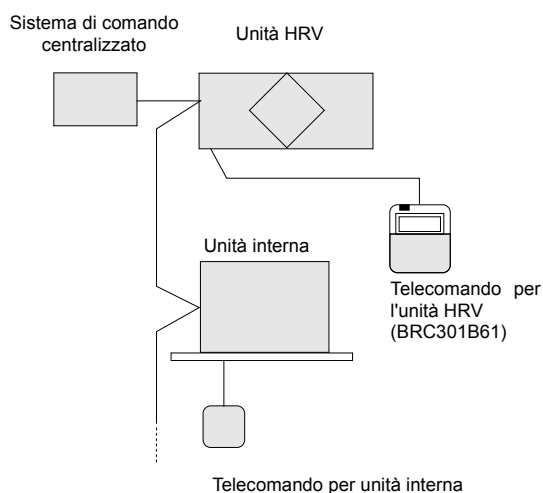 Sistema di comando
centralizzato
Unità HRV
Unità interna
Telecomando per
l'unità HRV
(BRC301B61)
Telecomando per unità interna